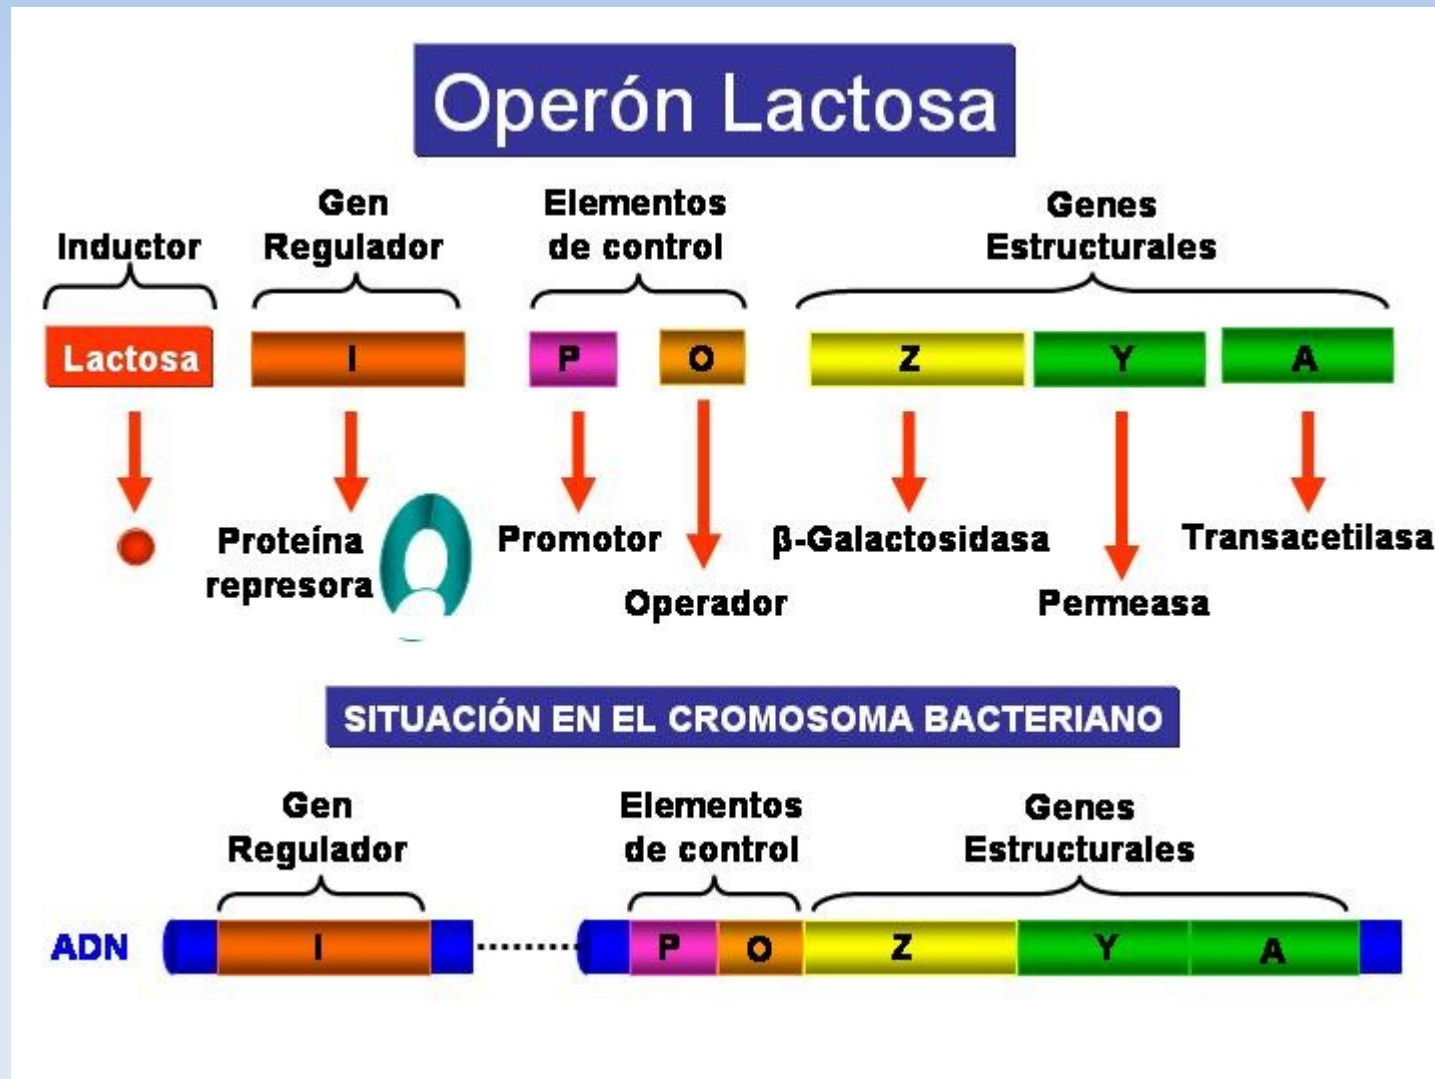 Operón Lactosa
Inductor
Gen
Regulador
Elementos
de control
Genes
Estructurales
Lactosa
I
P
O
Z
Y
A
Proteína
represora
Promotor
Operador
β-Galactosidasa
Permeasa
Transacetilasa
SITUACIÓN EN EL CROMOSOMA BACTERIANO
Gen
Regulador
Elementos
de control
Genes
Estructurales
ADN
I
P
O
Z
Y
A